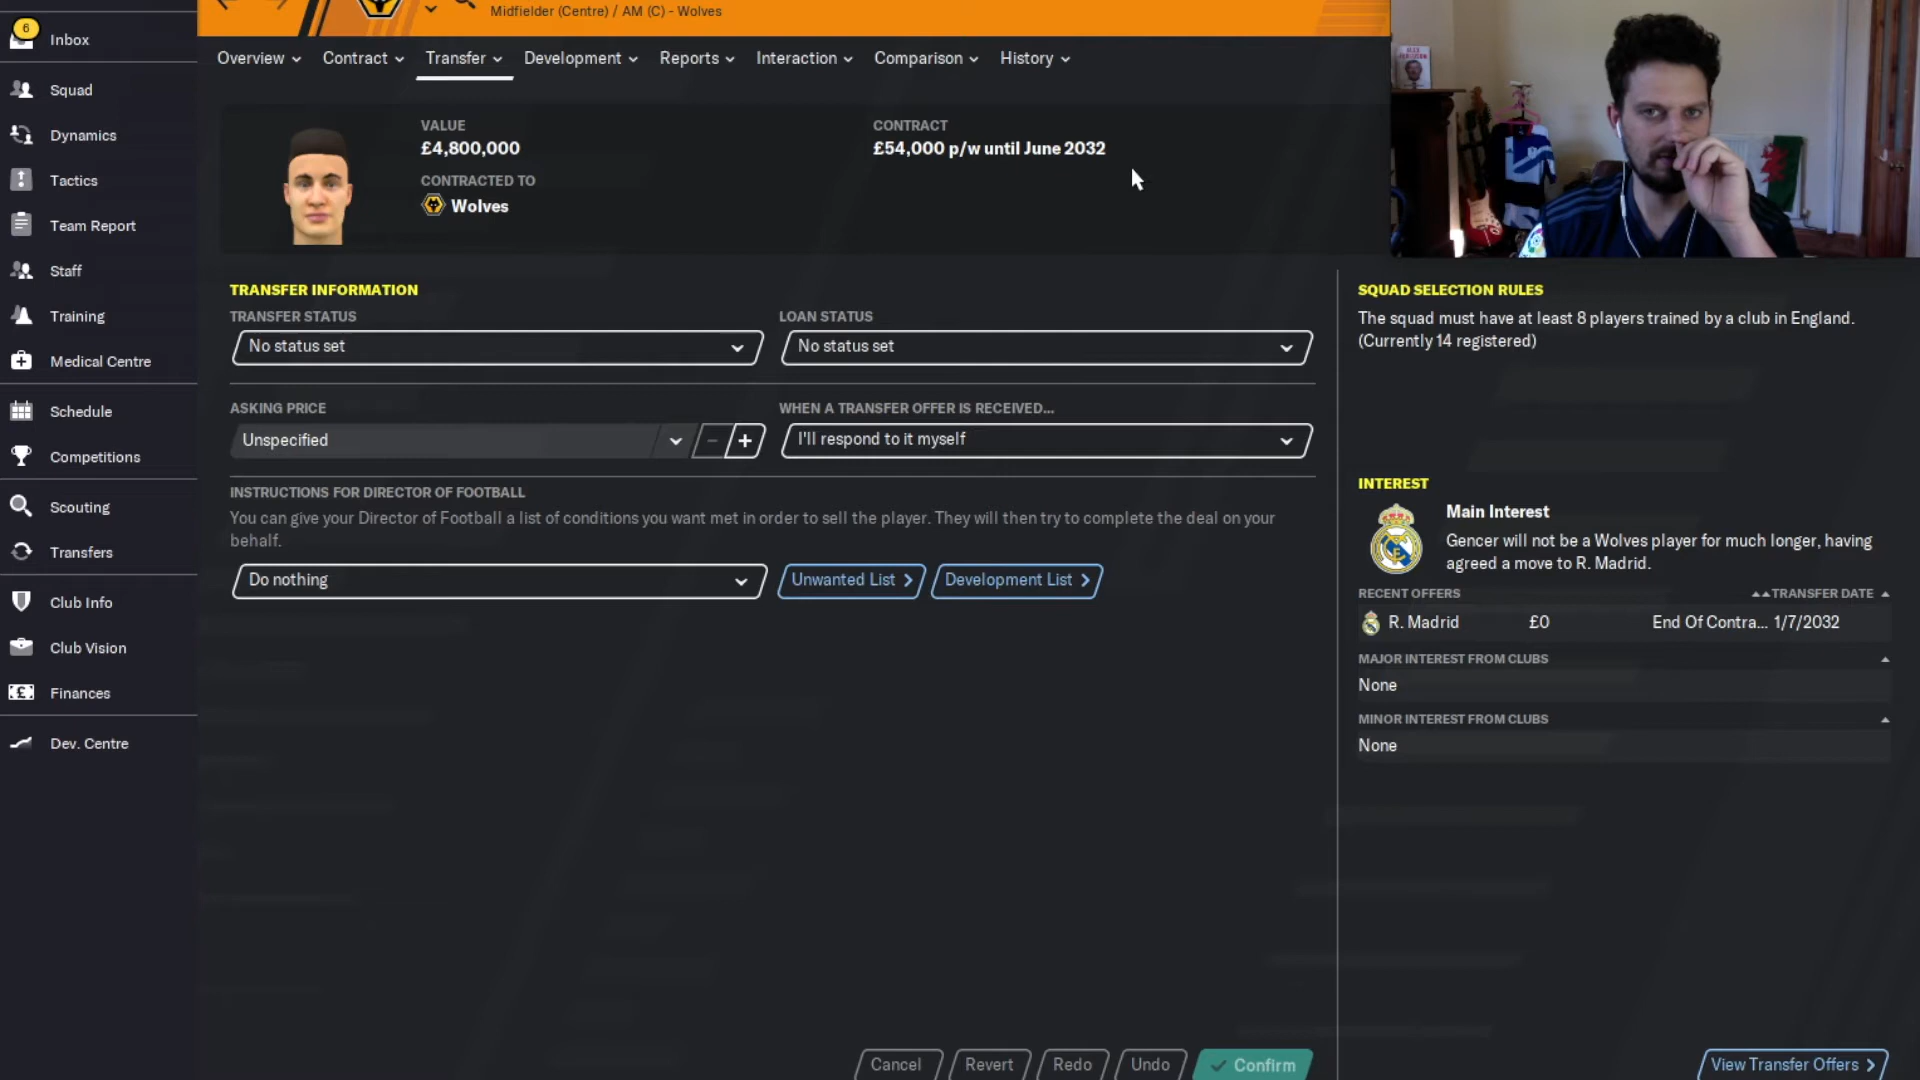 Midfielder (Centre) / AM (C) - Wolves
6
Inbox
Squad
Dynamics
Tactics
Team Report
Staff
Training
Medical Centre
Schedule
Competitions
Scouting
Transfers
Club Info
Club Vision
Finances
Dev. Centre
Overview
Contract
Transfer
Development
Reports
Interaction
Comparison
History
VALUE
£4,800,000
CONTRACTED TO
Wolves
CONTRACT
£54,000 p/w until June 2032
TRANSFER INFORMATION
TRANSFER STATUS
No status set
LOAN STATUS
No status set
ASKING PRICE
Unspecified
WHEN A TRANSFER OFFER IS RECEIVED...
I'll respond to it myself
INSTRUCTIONS FOR DIRECTOR OF FOOTBALL
You can give your Director of Football a list of conditions you want met in order to sell the player. They will then try to complete the deal on your
behalf.
Do nothing
Unwanted List
Development List
SQUAD SELECTION RULES
The squad must have at least 8 players trained by a club in England.
(Currently 14 registered)
INTEREST
Main Interest
Gencer will not be a Wolves player for much longer, having
agreed a move to R. Madrid.
RECENT OFFERS TRANSFER DATE
R. Madrid £0 End Of Contra... 1/7/2032
MAJOR INTEREST FROM CLUBS
None
MINOR INTEREST FROM CLUBS
None
Cancel
Revert
Redo
Undo
Confirm
View Transfer Offers